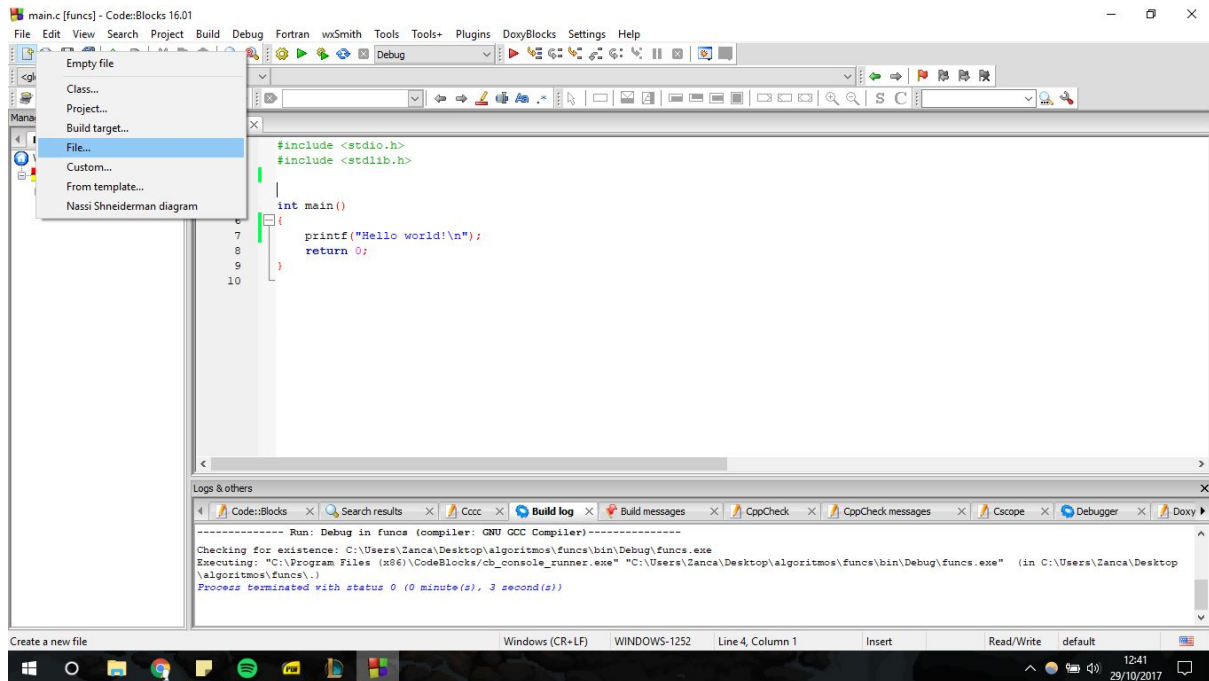 main.c [funcs] - Code::Blocks 16.01
File Edit View Search Project Build Debug Fortran wxSmith Tools Tools+ Plugins DoxyBlocks Settings Help
Debug
Empty file
Class...
Project...
Build target...
File...
Custom...
From template...
Nassi Shneiderman diagram
<gl
S C
Mana
#include <stdio.h>
#include <stdlib.h>
int main()
6 {
7 printf("Hello world!\n");
8 return 0;
9 }
10
Logs & others
Code::Blocks Search results Cccc Build log Build messages CppCheck CppCheck messages Cscope Debugger Doxy
-------------- Run: Debug in funcs (compiler: GNU GCC Compiler)---------------
Checking for existence: C:\Users\Zanca\Desktop\algoritmos\funcs\bin\Debug\funcs.exe
Executing: "C:\Program Files (x86)\CodeBlocks/cb_console_runner.exe" "C:\Users\Zanca\Desktop\algoritmos\funcs\bin\Debug\funcs.exe" (in C:\Users\Zanca\Desktop
\algoritmos\funcs\.)
Process terminated with status 0 (0 minute(s), 3 second(s))
Create a new file Windows (CR+LF) WINDOWS-1252 Line 4, Column 1 Insert Read/Write default
12:41
29/10/2017